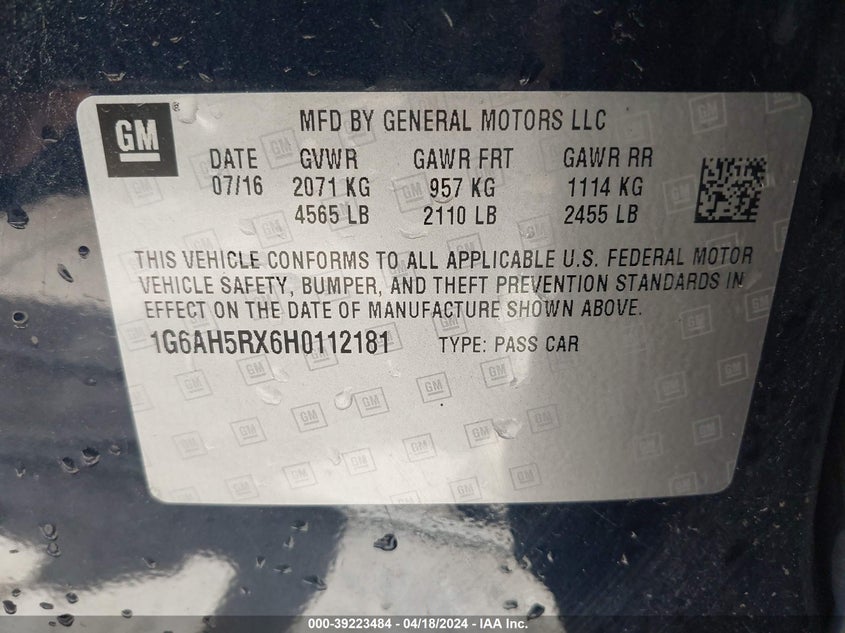 GM ®
MFD BY GENERAL MOTORS LLC
DATE GVWR GAWR FRT GAWR RR
07/16 2071 KG 957 KG 1114 KG
4565 LB 2110 LB 2455 LB
THIS VEHICLE CONFORMS TO ALL APPLICABLE U.S. FEDERAL MOTOR
VEHICLE SAFETY, BUMPER, AND THEFT PREVENTION STANDARDS IN
EFFECT ON THE DATE OF MANUFACTURE SHOWN ABOVE.
1G6AH5RX6H0112181 TYPE: PASS CAR
000-39223484 - 04/18/2024 - IAA Inc.